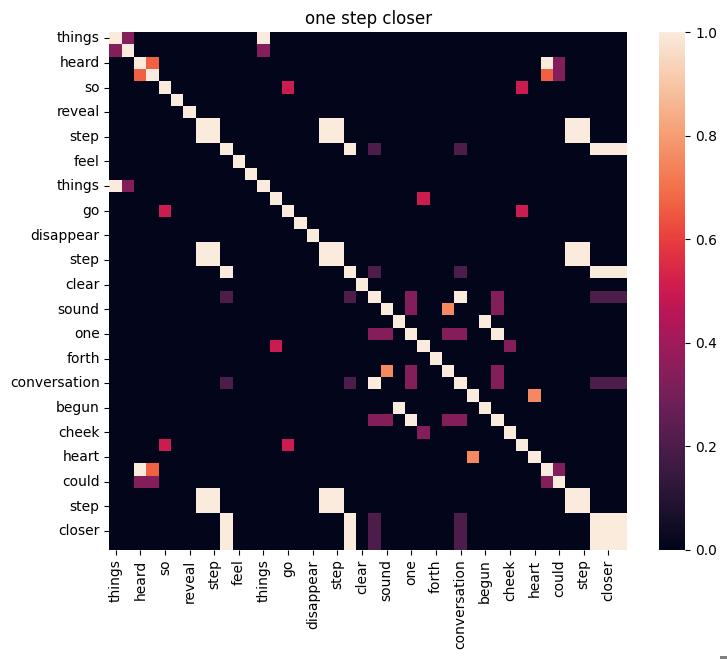 one step closer
things
heard
so
reveal
step
feel
things
go
disappear
step
clear
sound
one
forth
conversation
begun
cheek
heart
could
step
closer
things
heard
so
reveal
step
feel
things
go
disappear
step
clear
sound
one
forth
conversation
begun
cheek
heart
could
step
closer
1.0
0.8
0.6
0.4
0.2
0.0